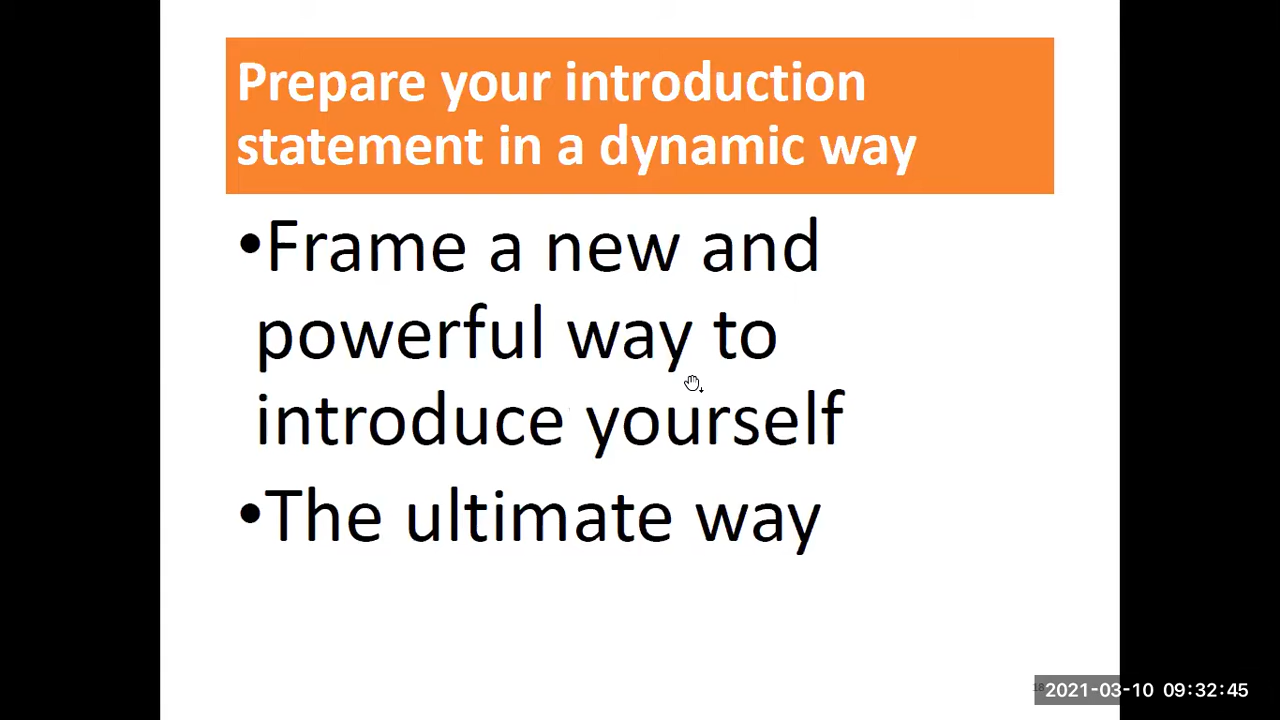 Prepare your introduction
statement in a dynamic way
•Frame a new and
powerful way to
introduce yourself
•The ultimate way
18
2021-03-10 09:32:45